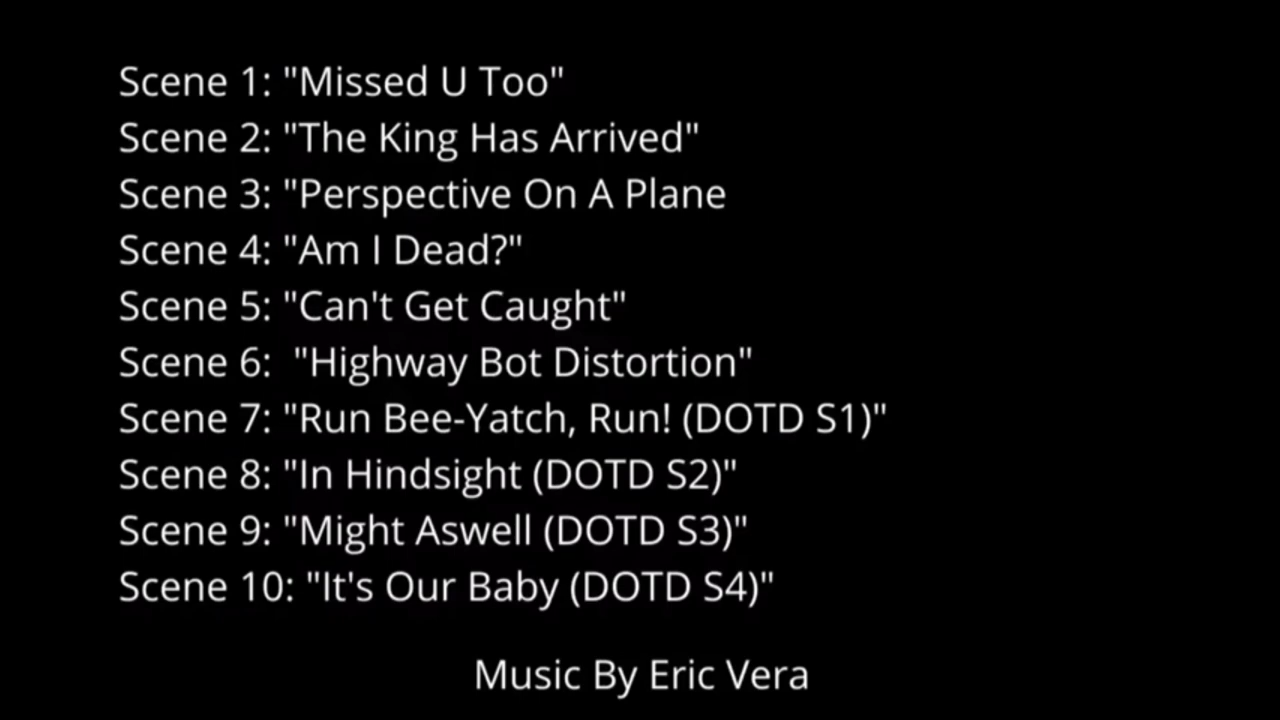 Scene 1: "Missed U Too"
Scene 2: "The King Has Arrived"
Scene 3: "Perspective On A Plane
Scene 4: "Am I Dead?"
Scene 5: "Can't Get Caught"
Scene 6:  "Highway Bot Distortion"
Scene 7: "Run Bee-Yatch, Run! (DOTD S1)"
Scene 8: "In Hindsight (DOTD S2)"
Scene 9: "Might Aswell (DOTD S3)"
Scene 10: "It's Our Baby (DOTD S4)"
Music By Eric Vera